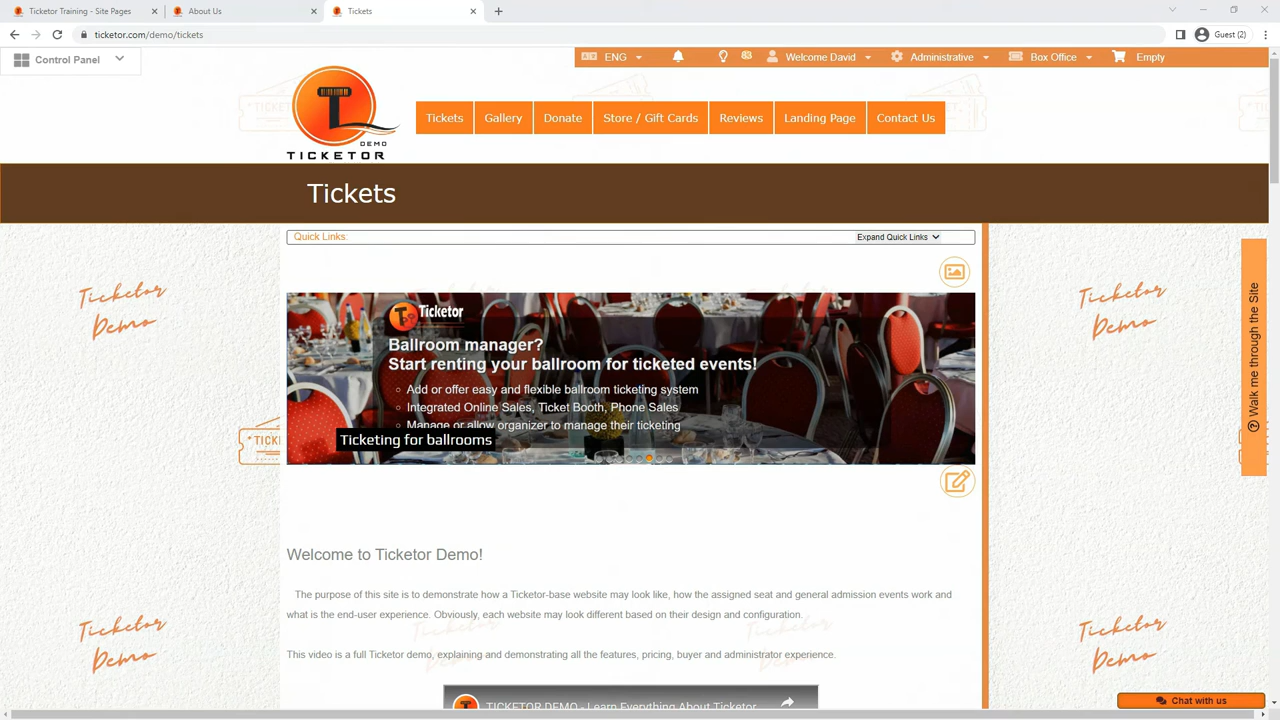 Ticketor Training - Site Pages
About Us
Tickets
ticketor.com/demo/tickets
Guest (2)
Control Panel
ENG
Welcome David
Administrative
Box Office
Empty
T
DEMO
TICKETOR
Tickets
Gallery
Donate
Store / Gift Cards
Reviews
Landing Page
Contact Us
Tickets
Quick Links:
Expand Quick Links
Ticketor
Ballroom manager?
Start renting your ballroom for ticketed events!
Add or offer easy and flexible ballroom ticketing system
Integrated Online Sales, Ticket Booth, Phone Sales
Manage or allow organizer to manage their ticketing
Ticketing for ballrooms
Walk me through the Site
Ticketor
Demo
Ticketor
Demo
Welcome to Ticketor Demo!
The purpose of this site is to demonstrate how a Ticketor-base website may look like, how the assigned seat and general admission events work and
what is the end-user experience. Obviously, each website may look different based on their design and configuration.
This video is a full Ticketor demo, explaining and demonstrating all the features, pricing, buyer and administrator experience.
Ticketor
Demo
Ticketor
Demo
TICKETOR DEMO - Learn Everything About Ticketor
Chat with us